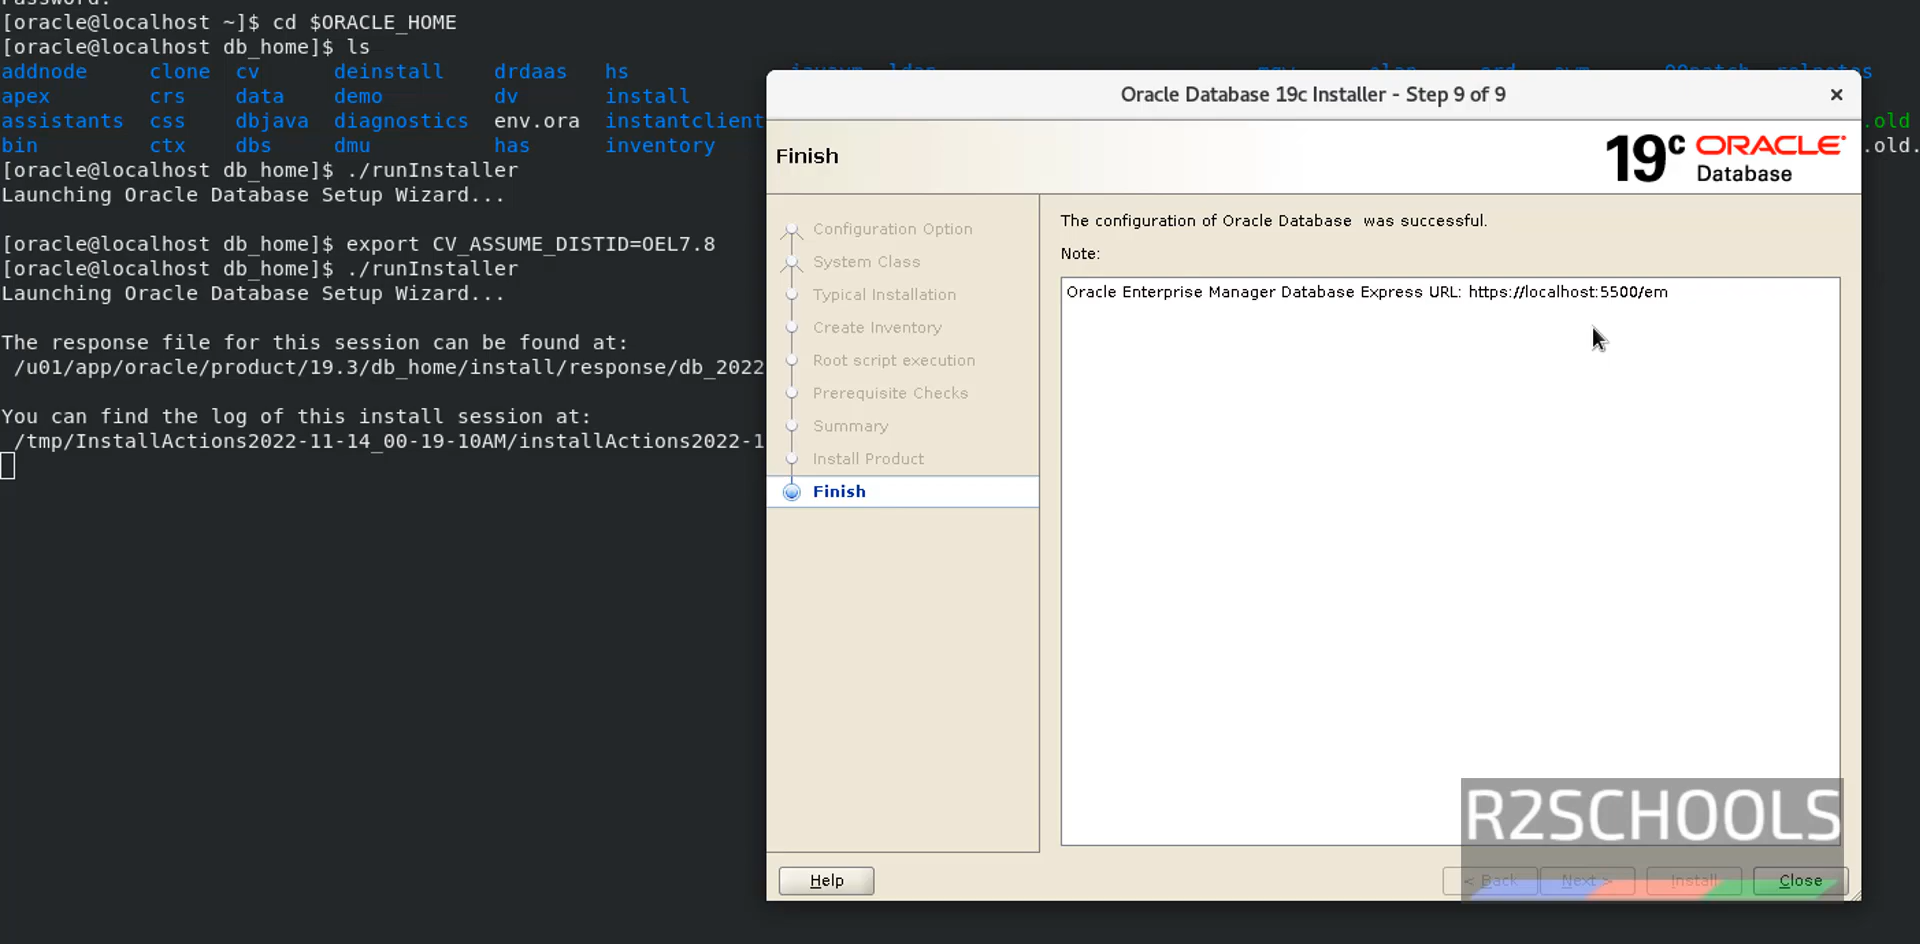 [oracle@localhost ~]$ cd $ORACLE_HOME
[oracle@localhost db_home]$ ls
addnode clone cv deinstall drdaas hs
apex crs data demo dv install
assistants css dbjava diagnostics env.ora instantclient .old
bin ctx dbs dmu has inventory .old.
[oracle@localhost db_home]$ ./runInstaller
Launching Oracle Database Setup Wizard...
[oracle@localhost db_home]$ export CV_ASSUME_DISTID=OEL7.8
[oracle@localhost db_home]$ ./runInstaller
Launching Oracle Database Setup Wizard...
The response file for this session can be found at:
/u01/app/oracle/product/19.3/db_home/install/response/db_2022
You can find the log of this install session at:
/tmp/InstallActions2022-11-14_00-19-10AM/installActions2022-1
Oracle Database 19c Installer - Step 9 of 9
Finish
19c ORACLE
Database
Configuration Option
System Class
Typical Installation
Create Inventory
Root script execution
Prerequisite Checks
Summary
Install Product
Finish
The configuration of Oracle Database was successful.
Note:
Oracle Enterprise Manager Database Express URL: https://localhost:5500/em
R2SCHOOLS
Help
< Back Next > Install Close